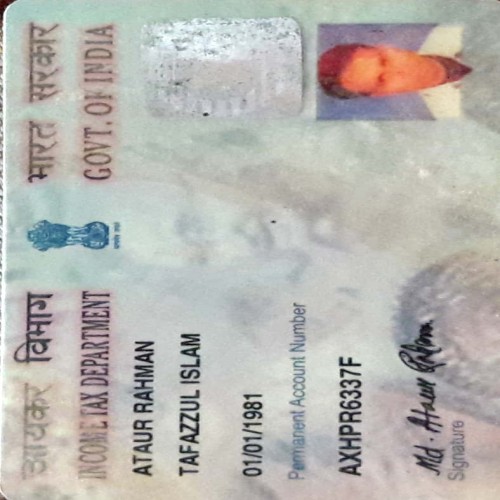 आयकर विभाग
INCOME TAX DEPARTMENT
भारत सरकार
GOVT. OF INDIA
ATAUR RAHMAN
TAFAZZUL ISLAM
01/01/1981
Permanent Account Number
AXHPR6337F
Md. Ataur Rahman
Signature